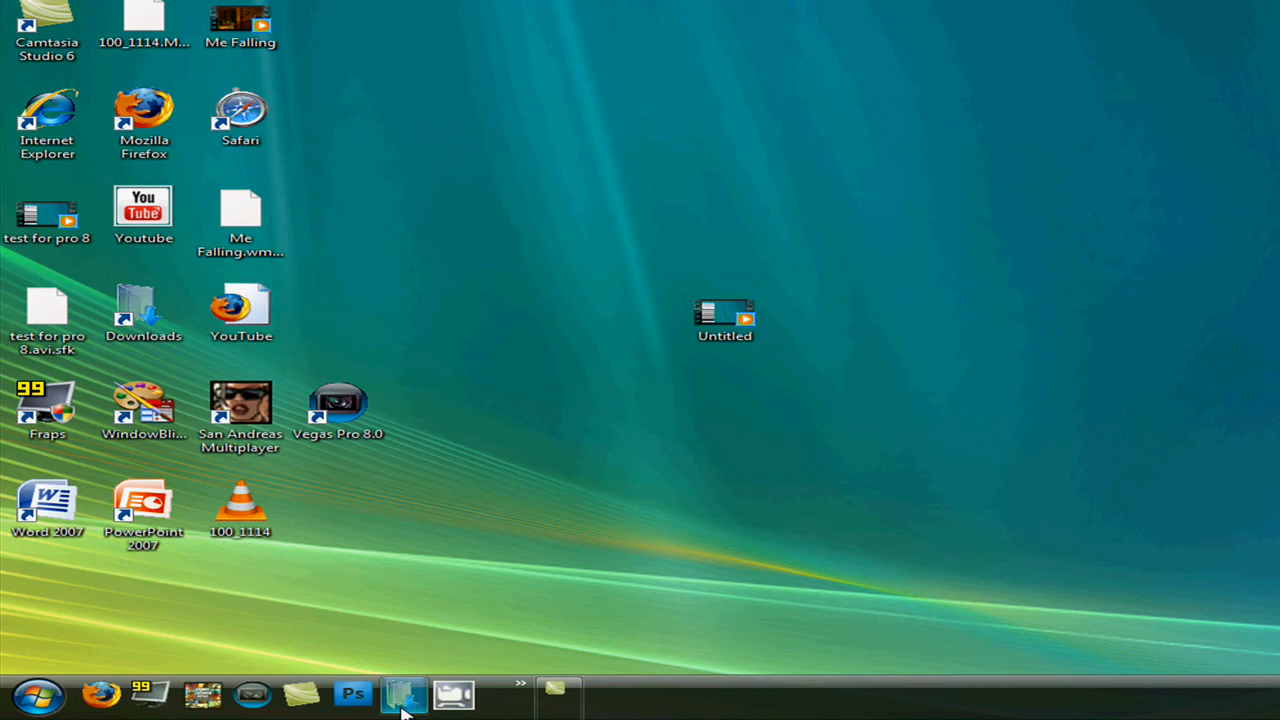 Camtasia
Studio 6
100_1114.M...
Me Falling
Internet
Explorer
Mozilla
Firefox
Safari
test for pro 8
You
Tube
Youtube
Me
Falling.wm...
test for pro
8.avi.sfk
Downloads
YouTube
99
Fraps
WindowBli...
San Andreas
Multiplayer
Vegas Pro 8.0
Untitled
W
Word 2007
PowerPoint
2007
100_1114
99
Ps
»